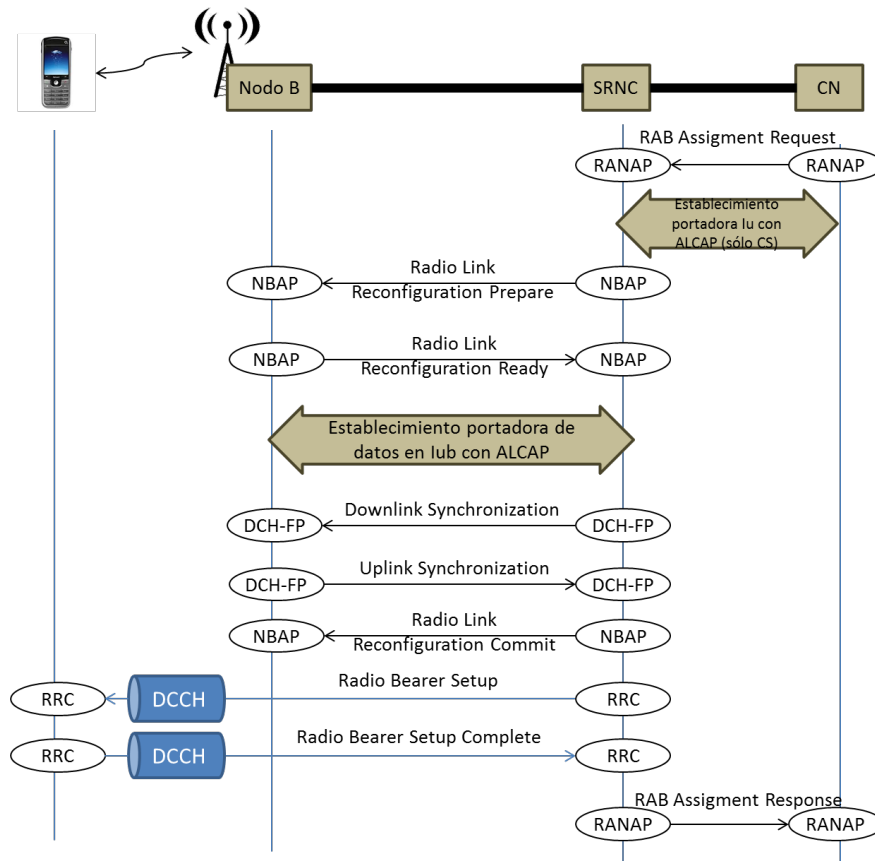 Nodo B
SRNC
CN
RAB Assigment Request
RANAP
RANAP
Establecimiento
portadora Iu con
ALCAP (sólo CS)
Radio Link
NBAP
NBAP
Reconfiguration Prepare
Radio Link
NBAP
NBAP
Reconfiguration Ready
Establecimiento portadora de
datos en Iub con ALCAP
Downlink Synchronization
DCH-FP
DCH-FP
Uplink Synchronization
DCH-FP
DCH-FP
Radio Link
NBAP
NBAP
Reconfiguration Commit
Radio Bearer Setup
RRC
DCCH
RRC
Radio Bearer Setup Complete
RRC
DCCH
RRC
RAB Assigment Response
RANAP
RANAP